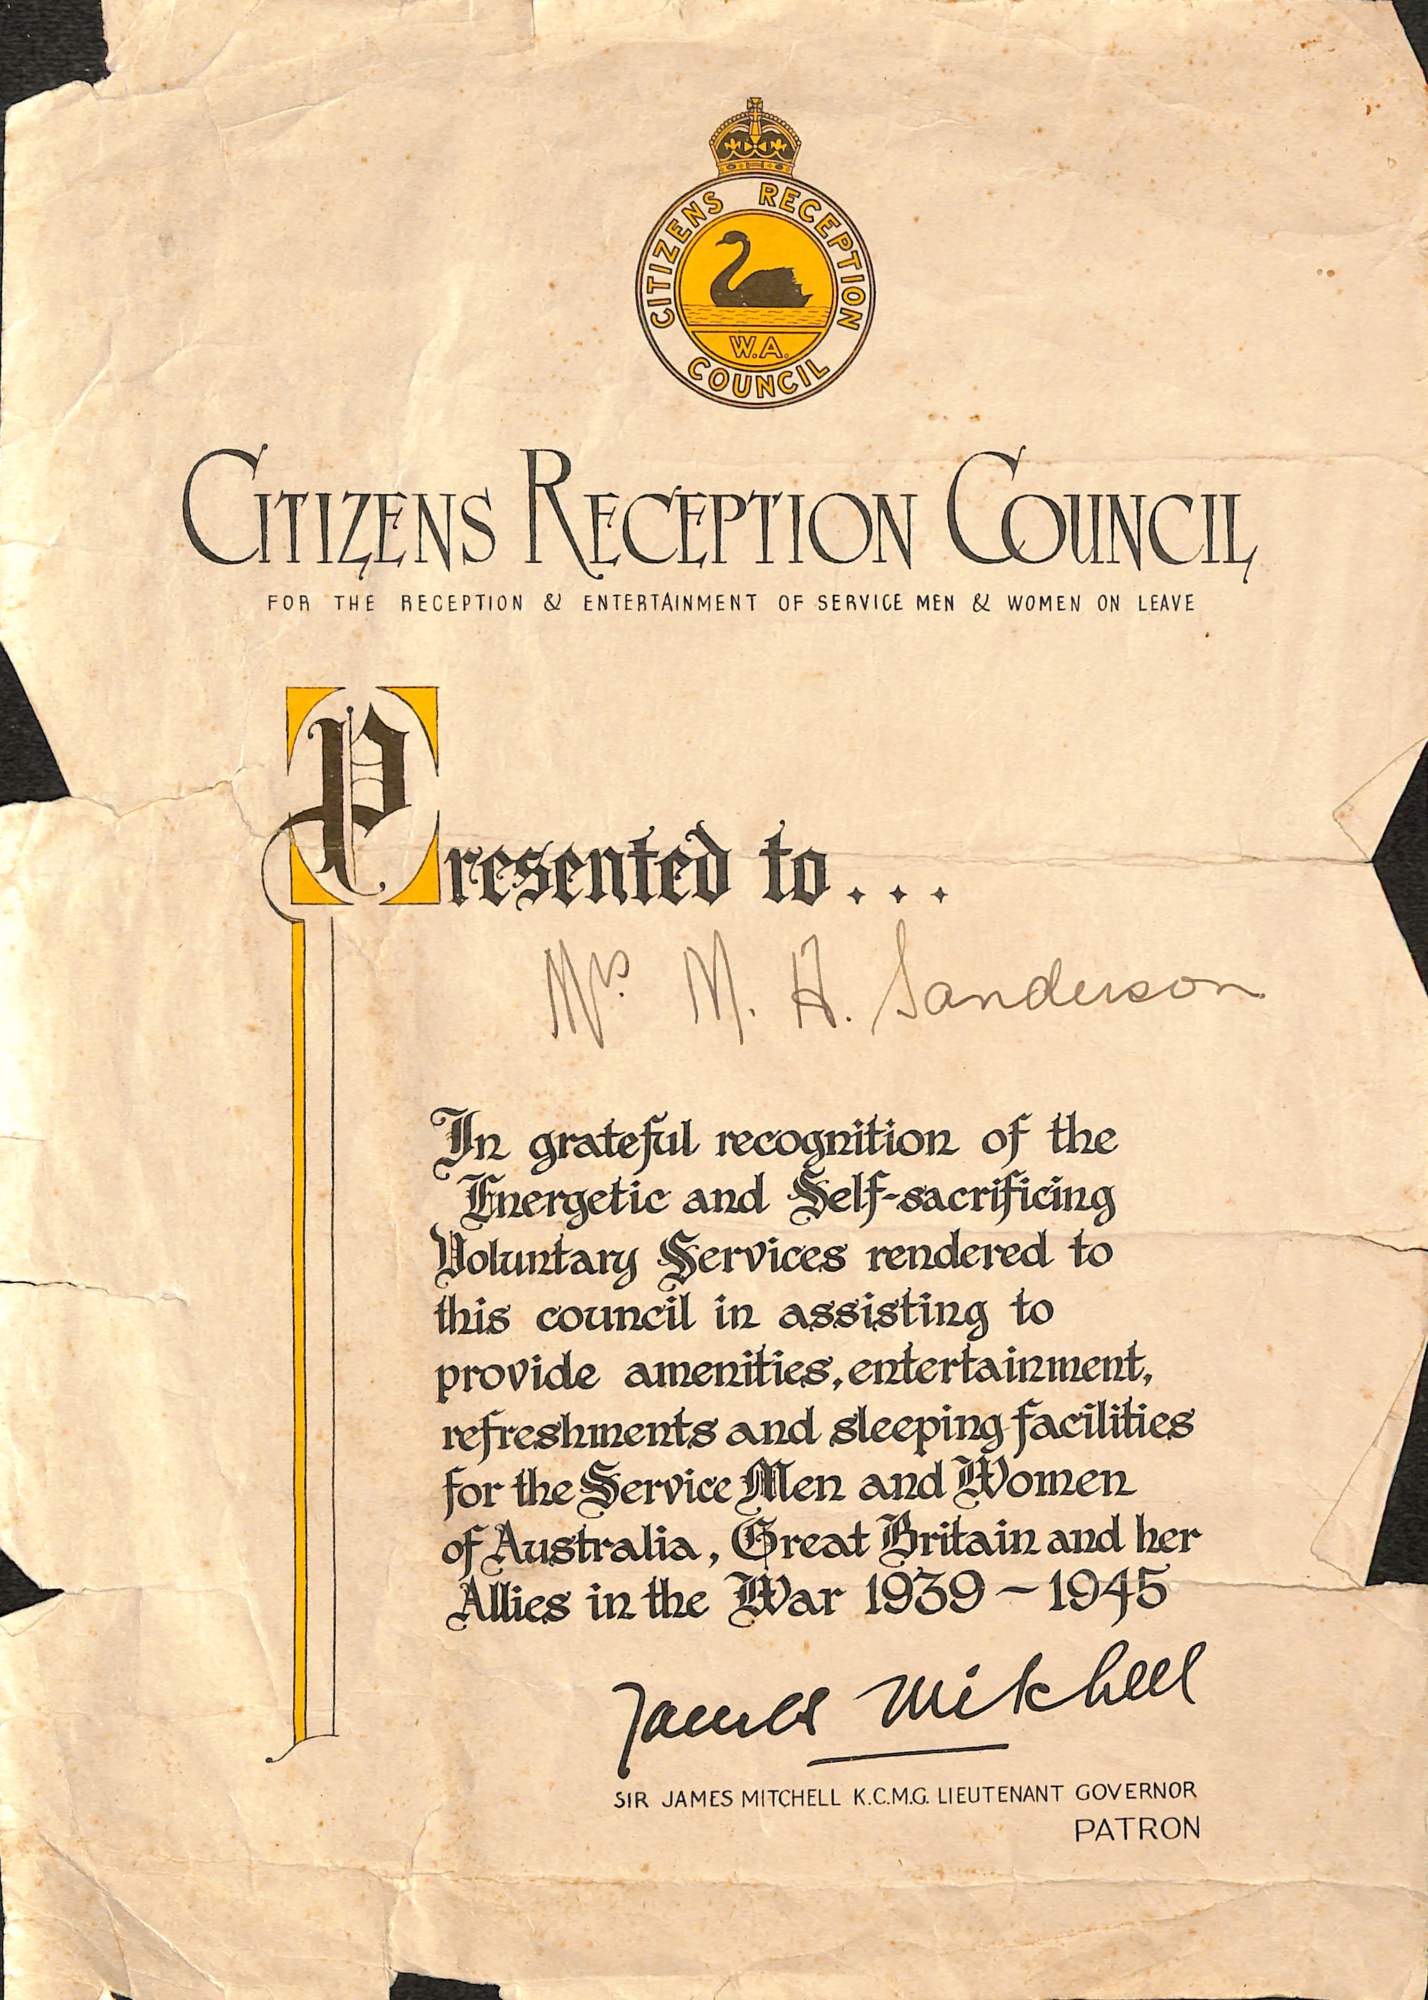 CITIZENS RECEPTION COUNCIL
W.A.
CITIZENS RECEPTION COUNCIL
FOR THE RECEPTION & ENTERTAINMENT OF SERVICE MEN & WOMEN ON LEAVE
Presented to...
Mrs. M. H. Sanderson
In grateful recognition of the
Energetic and Self-sacrificing
Voluntary Services rendered to
this council in assisting to
provide amenities, entertainment,
refreshments and sleeping facilities
for the Service Men and Women
of Australia, Great Britain and her
Allies in the War 1939 - 1945
James Mitchell
SIR JAMES MITCHELL K.C.M.G. LIEUTENANT GOVERNOR
PATRON